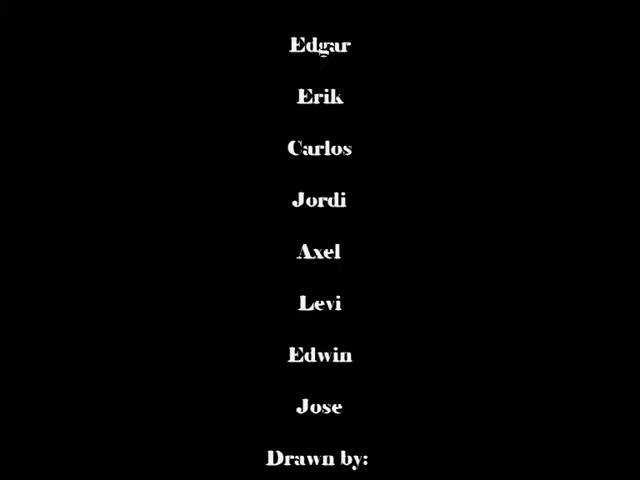 Edgar
Erik
Carlos
Jordi
Axel
Levi
Edwin
Jose
Drawn by: